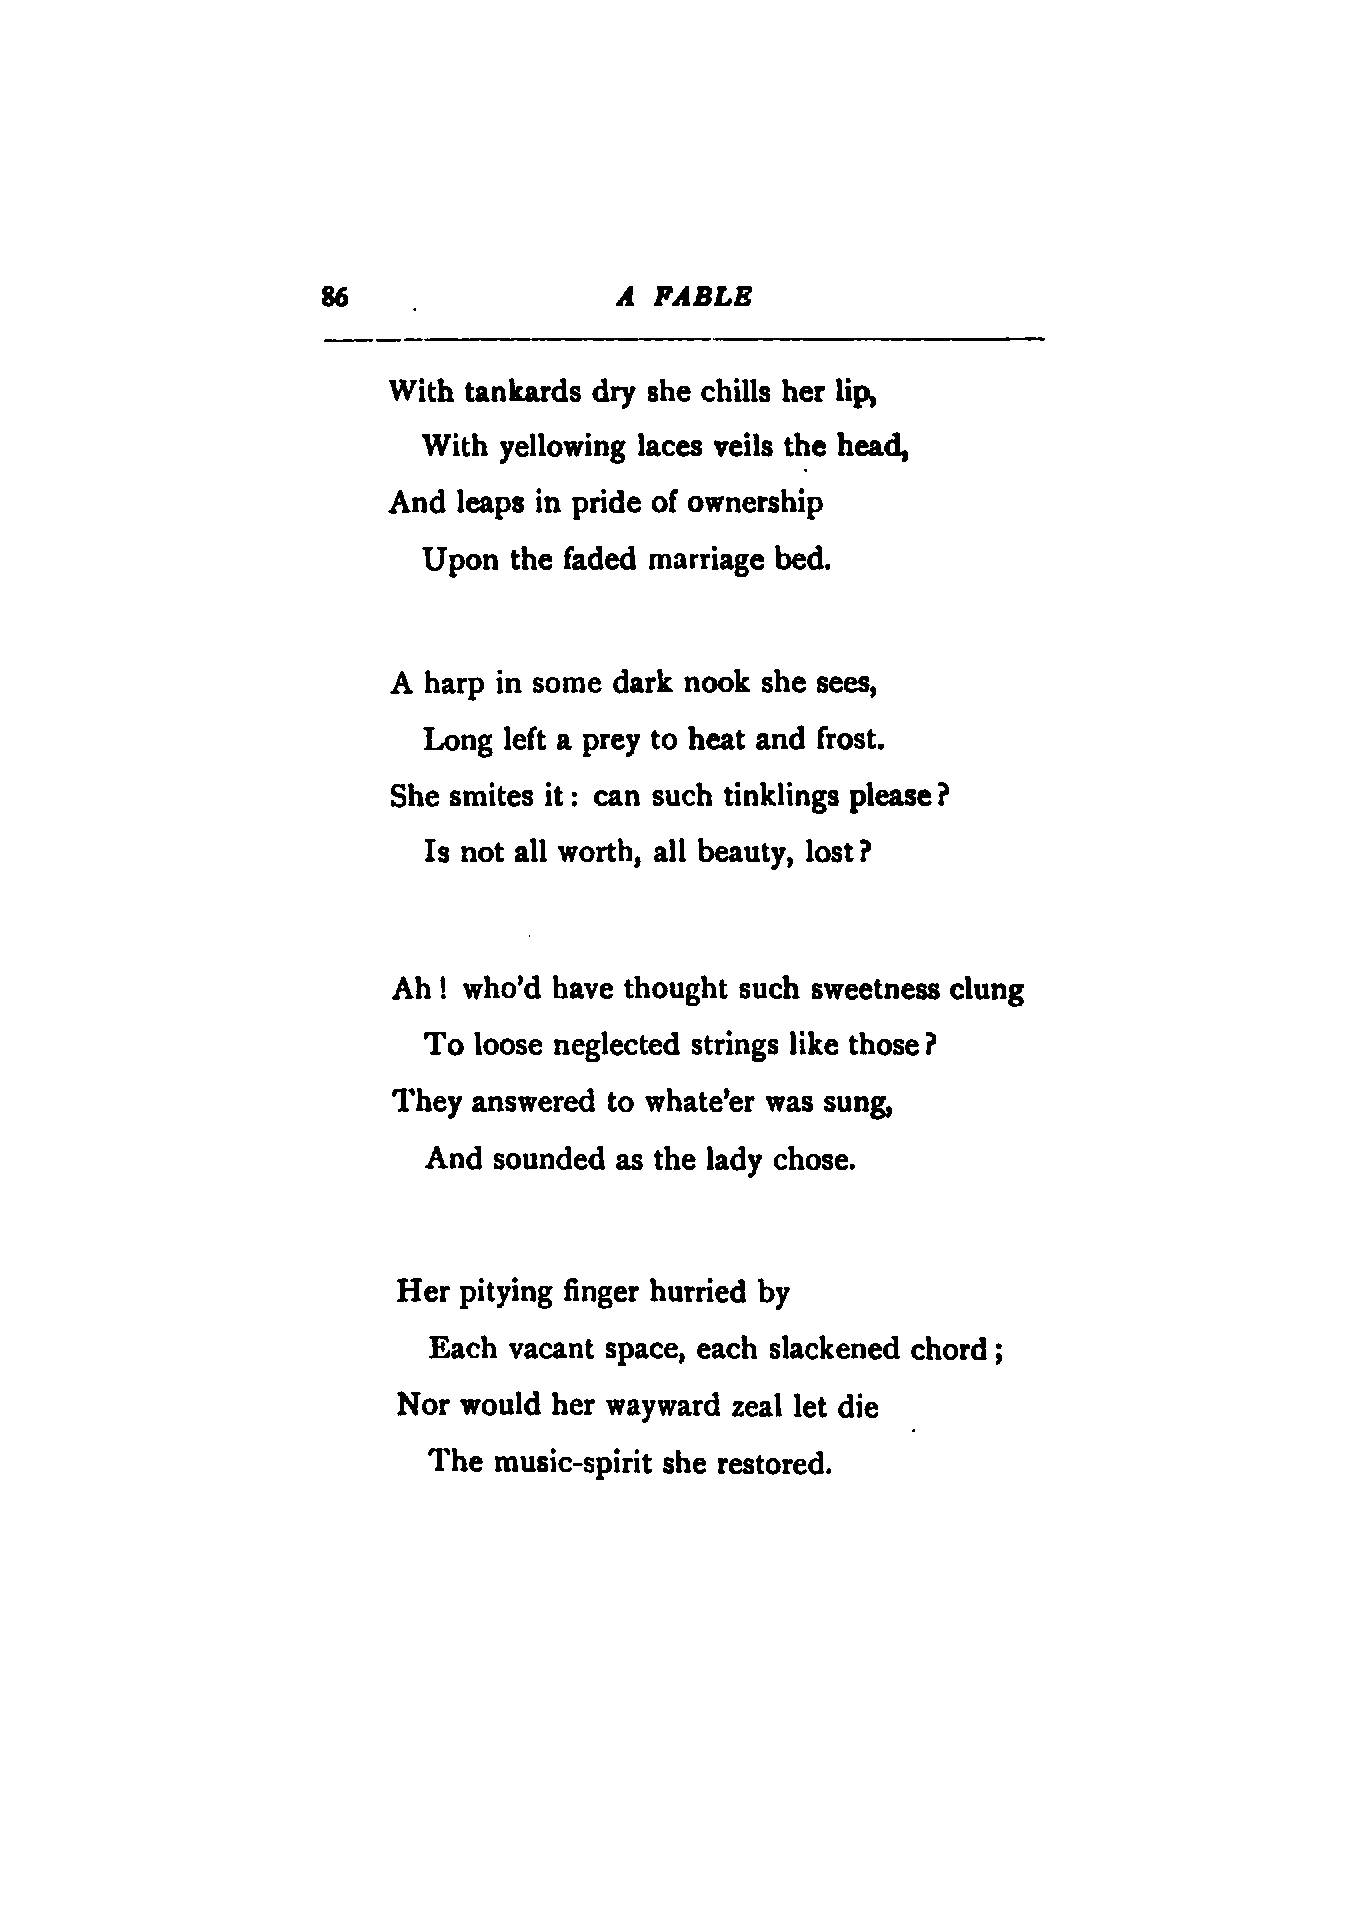 86 A FABLE
With tankards dry she chills her lip,
With yellowing laces veils the head,
And leaps in pride of ownership
Upon the faded marriage bed.
A harp in some dark nook she sees,
Long left a prey to heat and frost.
She smites it: can such tinklings please?
Is not all worth, all beauty, lost?
Ah! who'd have thought such sweetness clung
To loose neglected strings like those?
They answered to whate'er was sung,
And sounded as the lady chose.
Her pitying finger hurried by
Each vacant space, each slackened chord;
Nor would her wayward zeal let die
The music-spirit she restored.